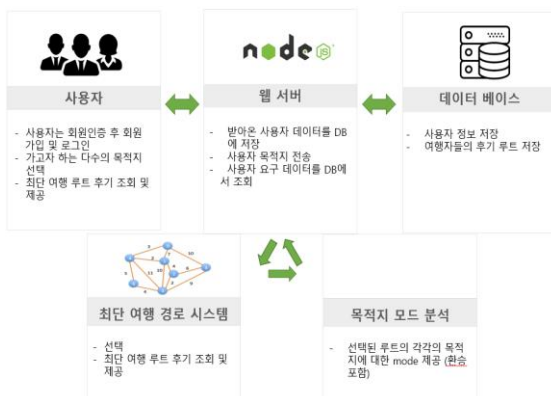 node
JS
사용자
웹 서버
데이터 베이스
- 사용자는 회원인증 후 회원
가입 및 로그인
- 가고자 하는 다수의 목적지
선택
- 최단 여행 루트 후기 조회 및
제공
- 받아온 사용자 데이터를 DB
에 저장
- 사용자 목적지 전송
- 사용자 요구 데이터를 DB에
서 조회
- 사용자 정보 저장
- 여행자들의 후기 루트 저장
최단 여행 경로 시스템
목적지 모드 분석
- 선택
- 최단 여행 루트 후기 조회 및
제공
- 선택된 루트의 각각의 목적
지에 대한 mode 제공 (환승
포함)